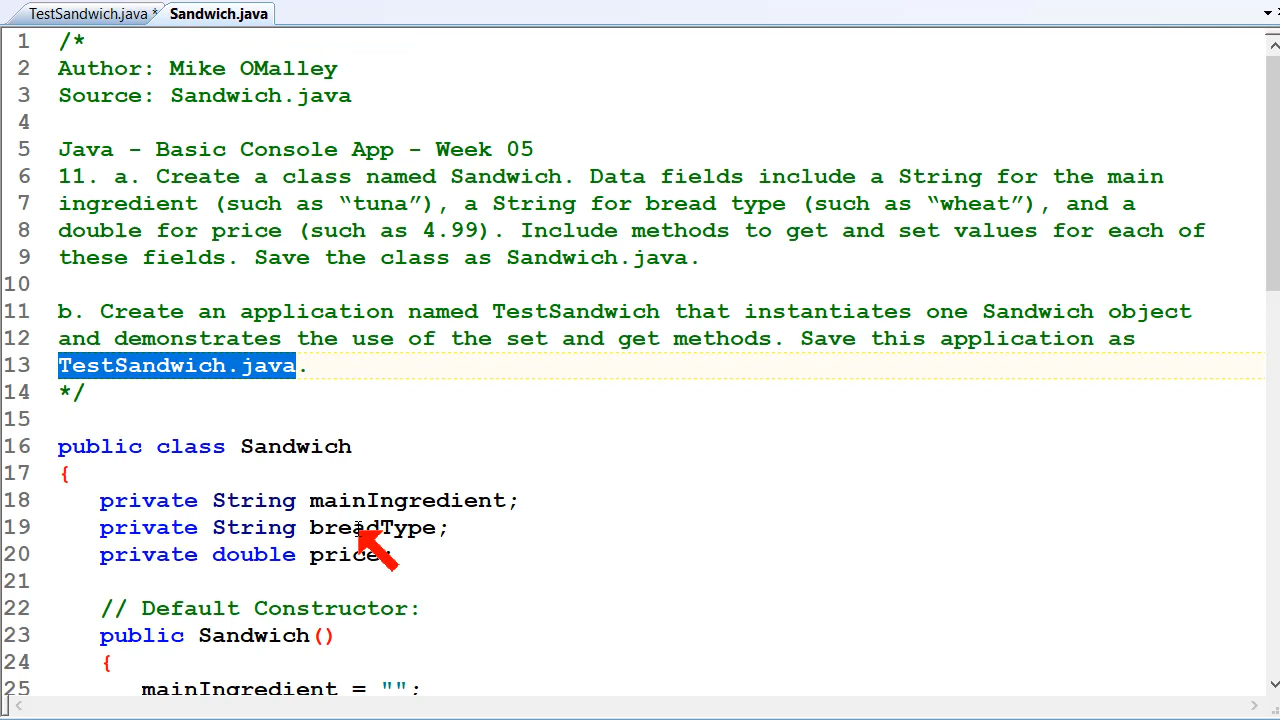 TestSandwich.java * Sandwich.java
1 /*
2 Author: Mike OMalley
3 Source: Sandwich.java
4
5 Java - Basic Console App - Week 05
6 11. a. Create a class named Sandwich. Data fields include a String for the main
7 ingredient (such as “tuna”), a String for bread type (such as “wheat”), and a
8 double for price (such as 4.99). Include methods to get and set values for each of
9 these fields. Save the class as Sandwich.java.
10
11 b. Create an application named TestSandwich that instantiates one Sandwich object
12 and demonstrates the use of the set and get methods. Save this application as
13 TestSandwich.java.
14 */
15
16 public class Sandwich
17 {
18 private String mainIngredient;
19 private String breadType;
20 private double price;
21
22 // Default Constructor:
23 public Sandwich()
24 {
25 mainIngredient = "";